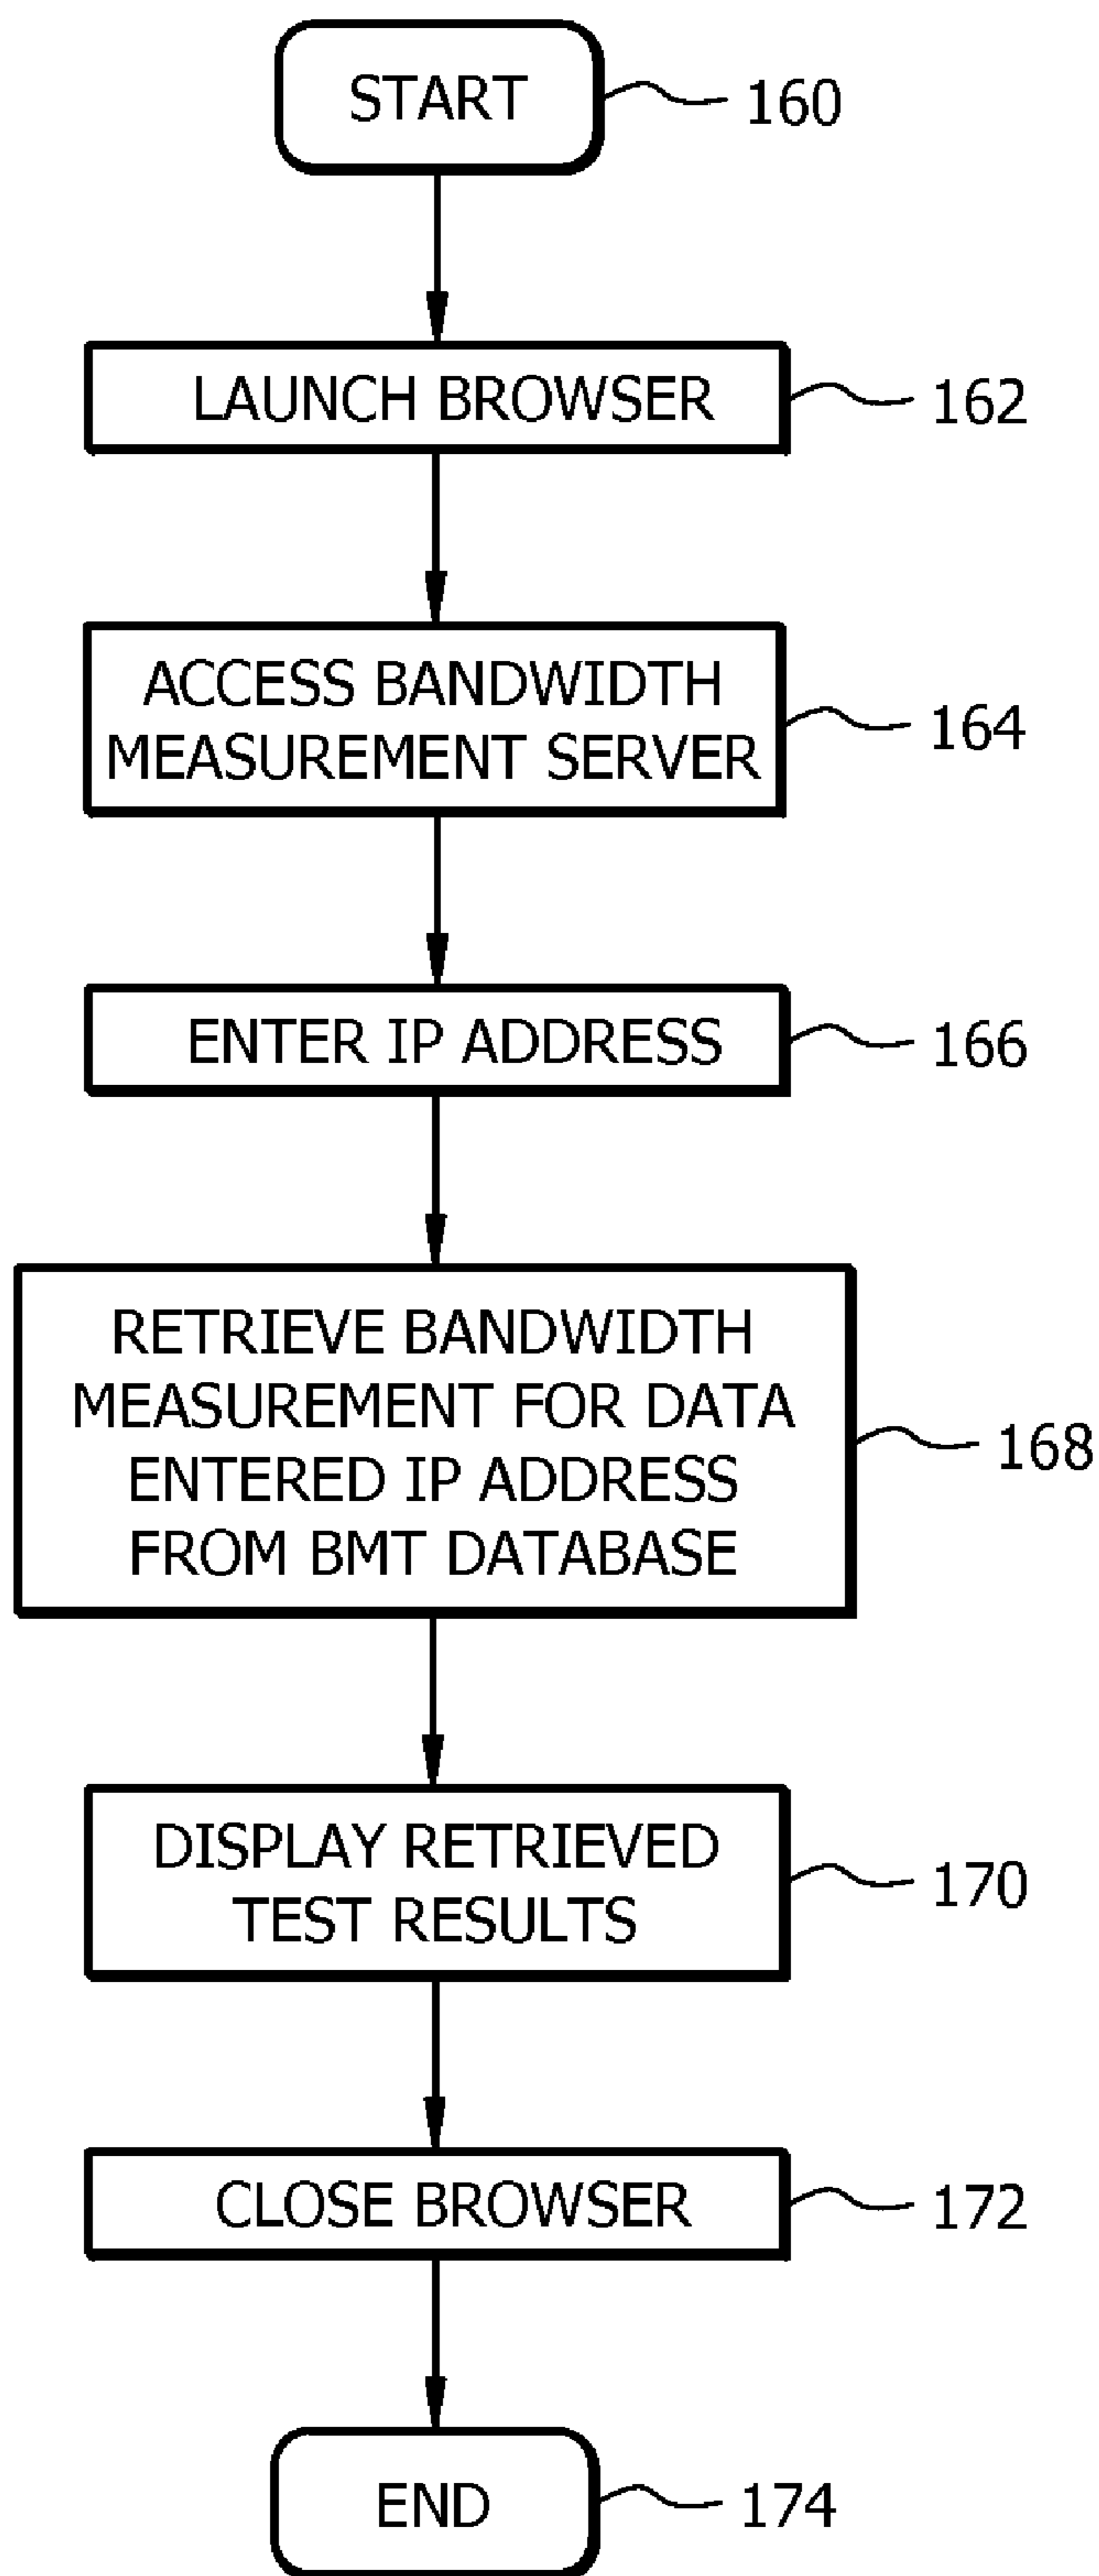 START
160
LAUNCH BROWSER
162
ACCESS BANDWIDTH
MEASUREMENT SERVER
164
ENTER IP ADDRESS
166
RETRIEVE BANDWIDTH
MEASUREMENT FOR DATA
ENTERED IP ADDRESS
FROM BMT DATABASE
168
DISPLAY RETRIEVED
TEST RESULTS
170
CLOSE BROWSER
172
END
174